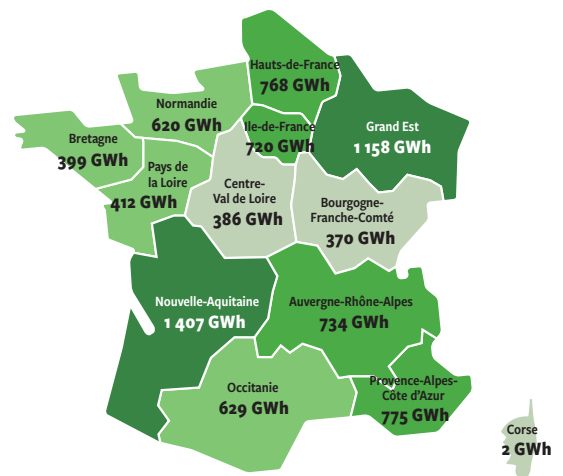 Hauts-de-France
768 GWh
Normandie
620 GWh
Ile-de-France
720 GWh
Grand Est
1 158 GWh
Bretagne
399 GWh
Pays de
la Loire
412 GWh
Centre-
Val de Loire
386 GWh
Bourgogne-
Franche-Comté
370 GWh
Nouvelle-Aquitaine
1 407 GWh
Auvergne-Rhône-Alpes
734 GWh
Occitanie
629 GWh
Provence-Alpes-
Côte d'Azur
775 GWh
Corse
2 GWh